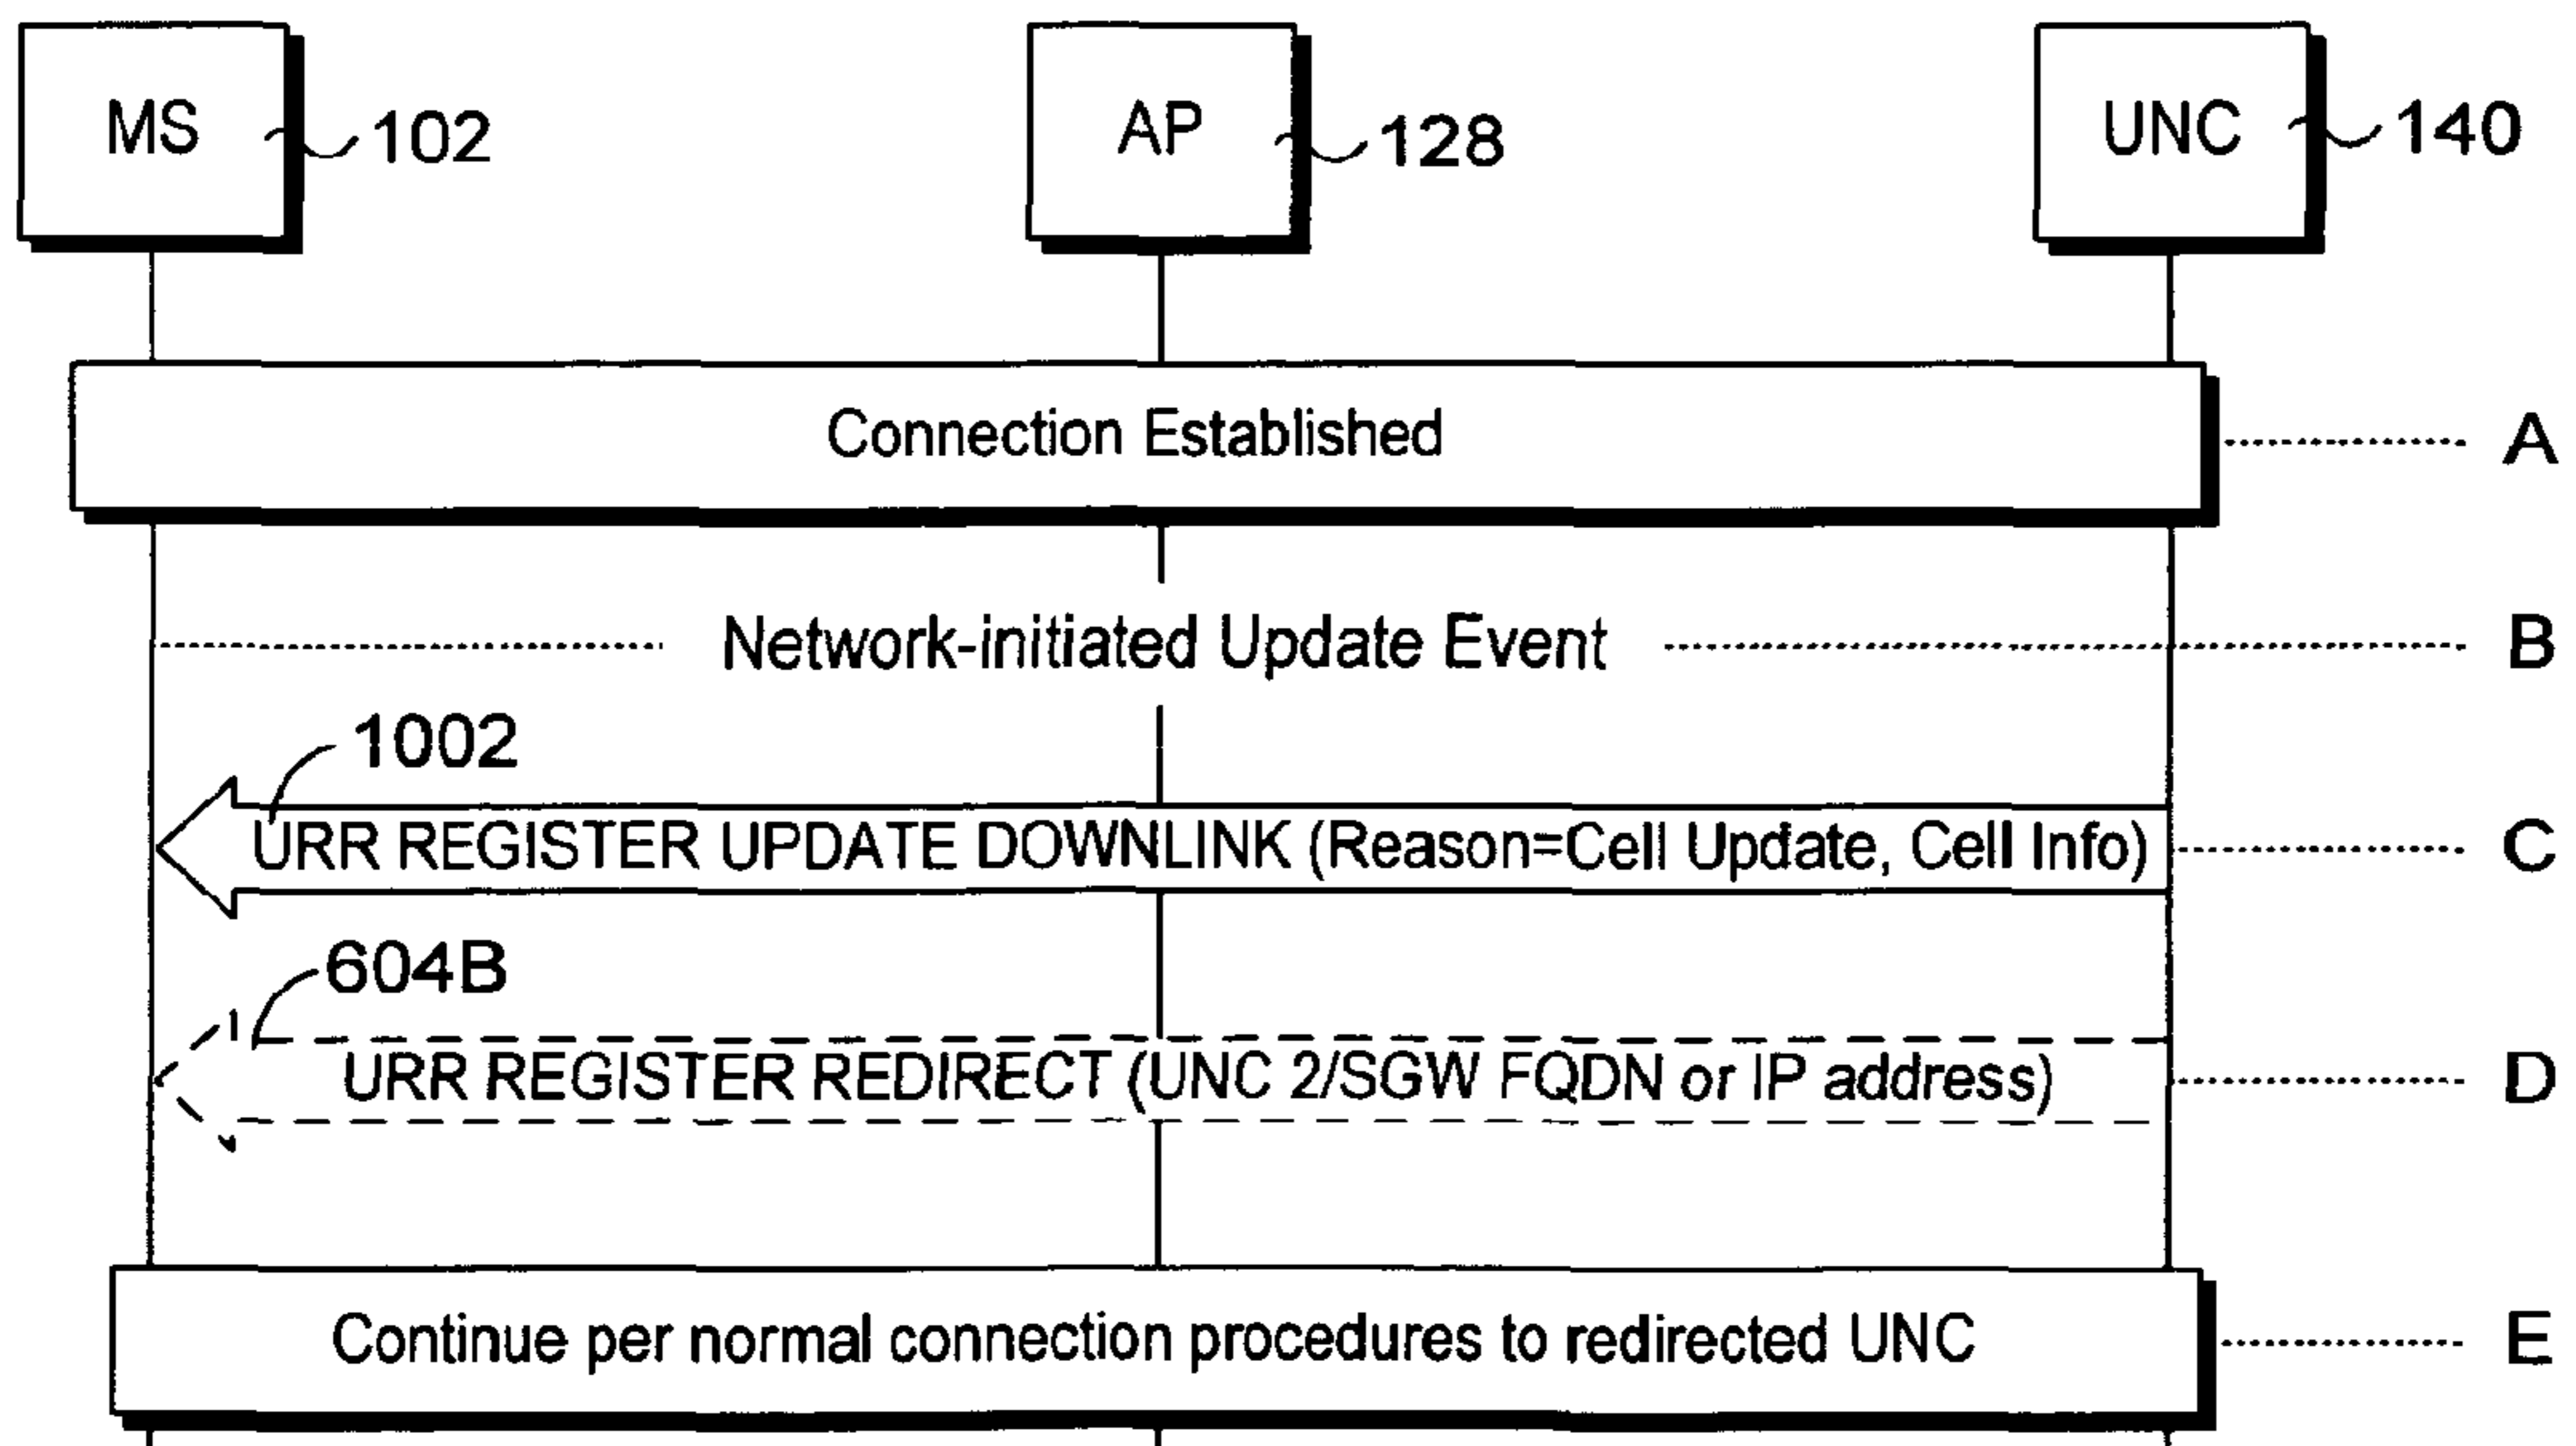 MS 102
AP 128
UNC 140
Connection Established A
Network-initiated Update Event B
1002
URR REGISTER UPDATE DOWNLINK (Reason=Cell Update, Cell Info) C
604B
URR REGISTER REDIRECT (UNC 2/SGW FQDN or IP address) D
Continue per normal connection procedures to redirected UNC E